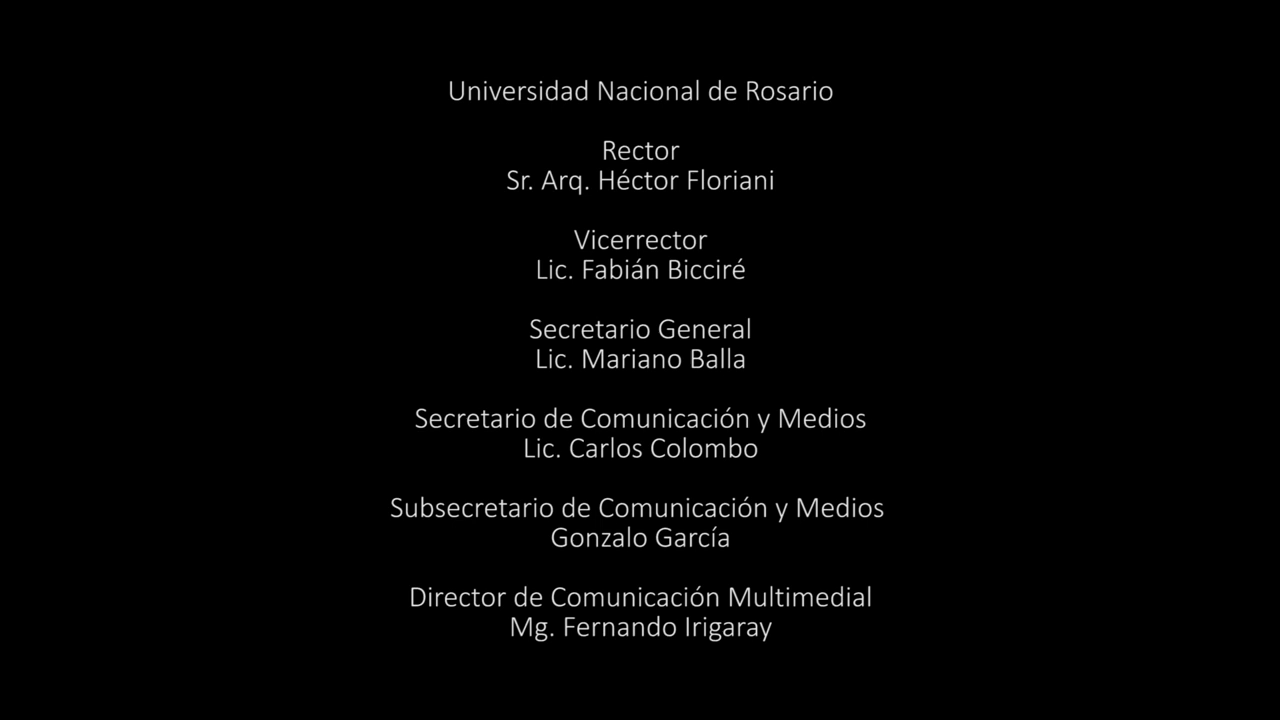 Universidad Nacional de Rosario
Rector
Sr. Arq. Héctor Floriani
Vicerrector
Lic. Fabián Bicciré
Secretario General
Lic. Mariano Balla
Secretario de Comunicación y Medios
Lic. Carlos Colombo
Subsecretario de Comunicación y Medios
Gonzalo García
Director de Comunicación Multimedial
Mg. Fernando Irigaray